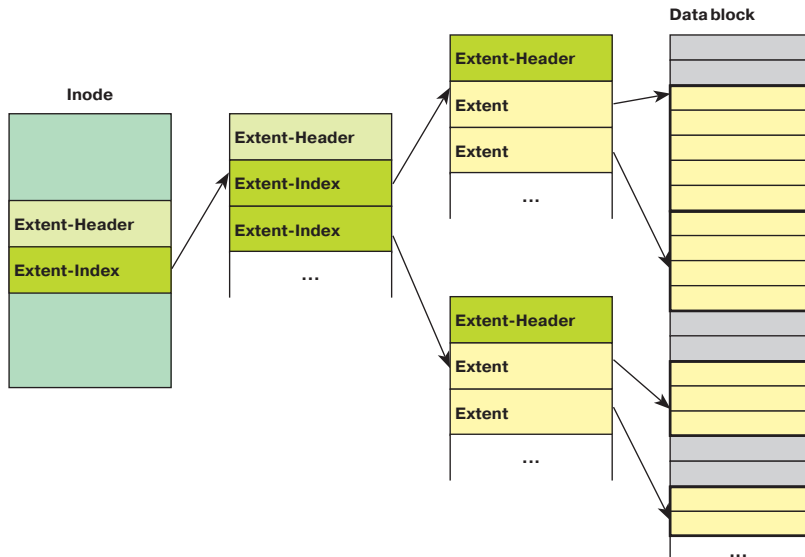 Inode
Extent-Header
Extent-Index
Extent-Header
Extent-Index
Extent-Index
...
Extent-Header
Extent
Extent
...
Extent-Header
Extent
Extent
...
Data block
...